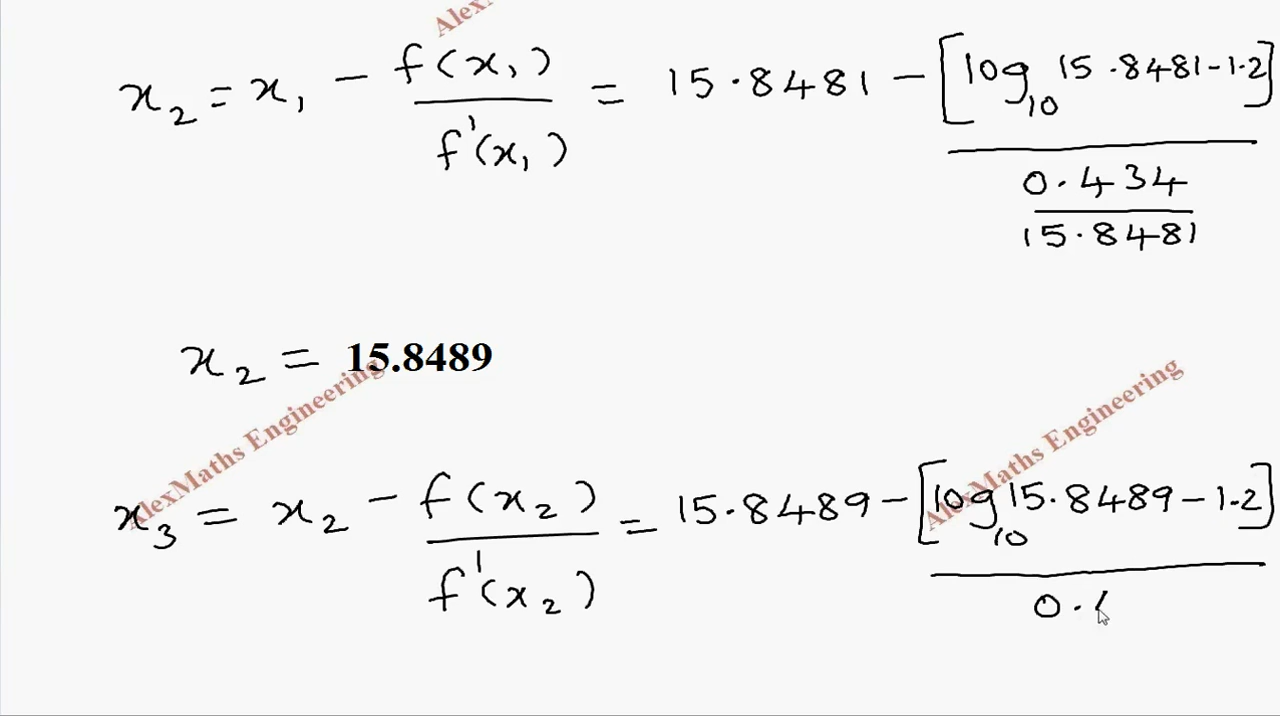 AlexM
x₂ = x₁ − f(x₁)/f'(x₁) = 15.8481 − [log₁₀ 15.8481−1.2] / (0.434/15.8481)
x₂ = 15.8489
AlexMaths Engineering
AlexMaths Engineering
x₃ = x₂ − f(x₂)/f'(x₂) = 15.8489 − [log₁₀ 15.8489−1.2] / 0.